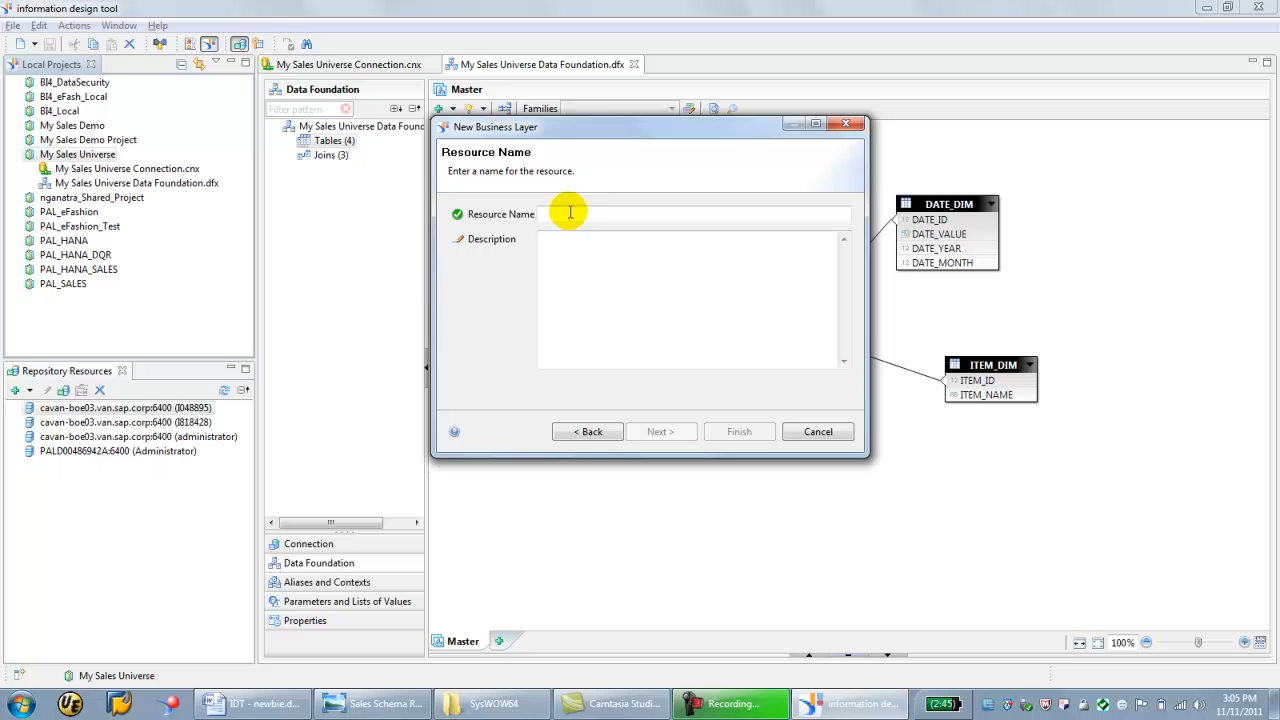 information design tool
File Edit Actions Window Help
Local Projects
My Sales Universe Connection.cnx
My Sales Universe Data Foundation.dfx
BI4_DataSecurity
BI4_eFash_Local
BI4_Local
My Sales Demo
My Sales Demo Project
My Sales Universe
My Sales Universe Connection.cnx
My Sales Universe Data Foundation.dfx
nganatra_Shared_Project
PAL_eFashion
PAL_eFashion_Test
PAL_HANA
PAL_HANA_DQR
PAL_HANA_SALES
PAL_SALES
Repository Resources
cavan-boe03.van.sap.corp:6400 (I048895)
cavan-boe03.van.sap.corp:6400 (I818428)
cavan-boe03.van.sap.corp:6400 (administrator)
PALD00486942A:6400 (Administrator)
Data Foundation
Filter pattern
My Sales Universe Data Found
Tables (4)
Joins (3)
Connection
Data Foundation
Aliases and Contexts
Parameters and Lists of Values
Properties
Master
Families
New Business Layer
Resource Name
Enter a name for the resource.
Resource Name
Description
< Back
Next >
Finish
Cancel
DATE_DIM
12 DATE_ID
DATE_VALUE
12 DATE_YEAR
12 DATE_MONTH
ITEM_DIM
12 ITEM_ID
AB ITEM_NAME
Master
100%
My Sales Universe
IDT - newbie.d...
Sales Schema R...
SysWOW64
Camtasia Studi...
Recording...
information de...
(2:45)
3:05 PM
11/11/2011